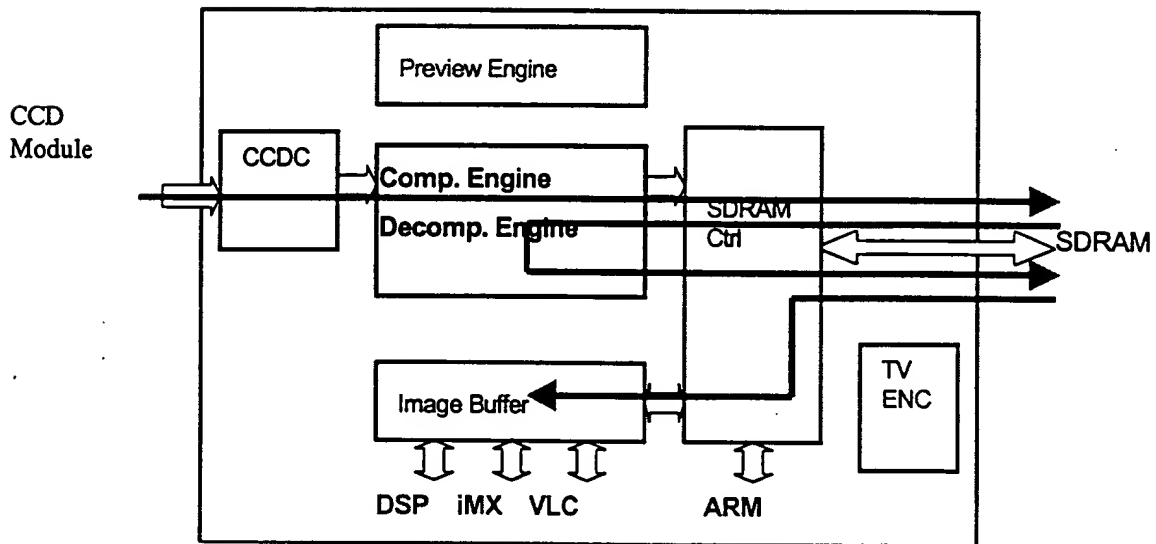 Preview Engine
CCD
Module
CCDC
Comp. Engine
Decomp. Engine
SDRAM
Ctrl
SDRAM
TV
ENC
Image Buffer
DSP iMX VLC ARM